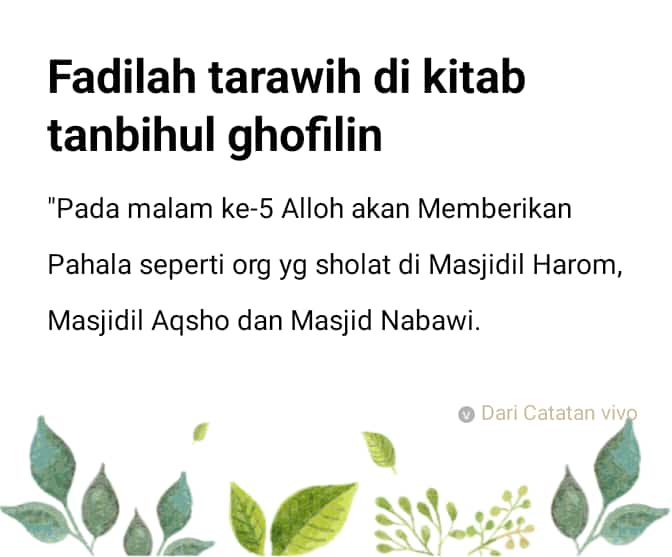 Fadilah tarawih di kitab
tanbihul ghofilin
"Pada malam ke-5 Alloh akan Memberikan
Pahala seperti org yg sholat di Masjidil Harom,
Masjidil Aqsho dan Masjid Nabawi.
V Dari Catatan vivo